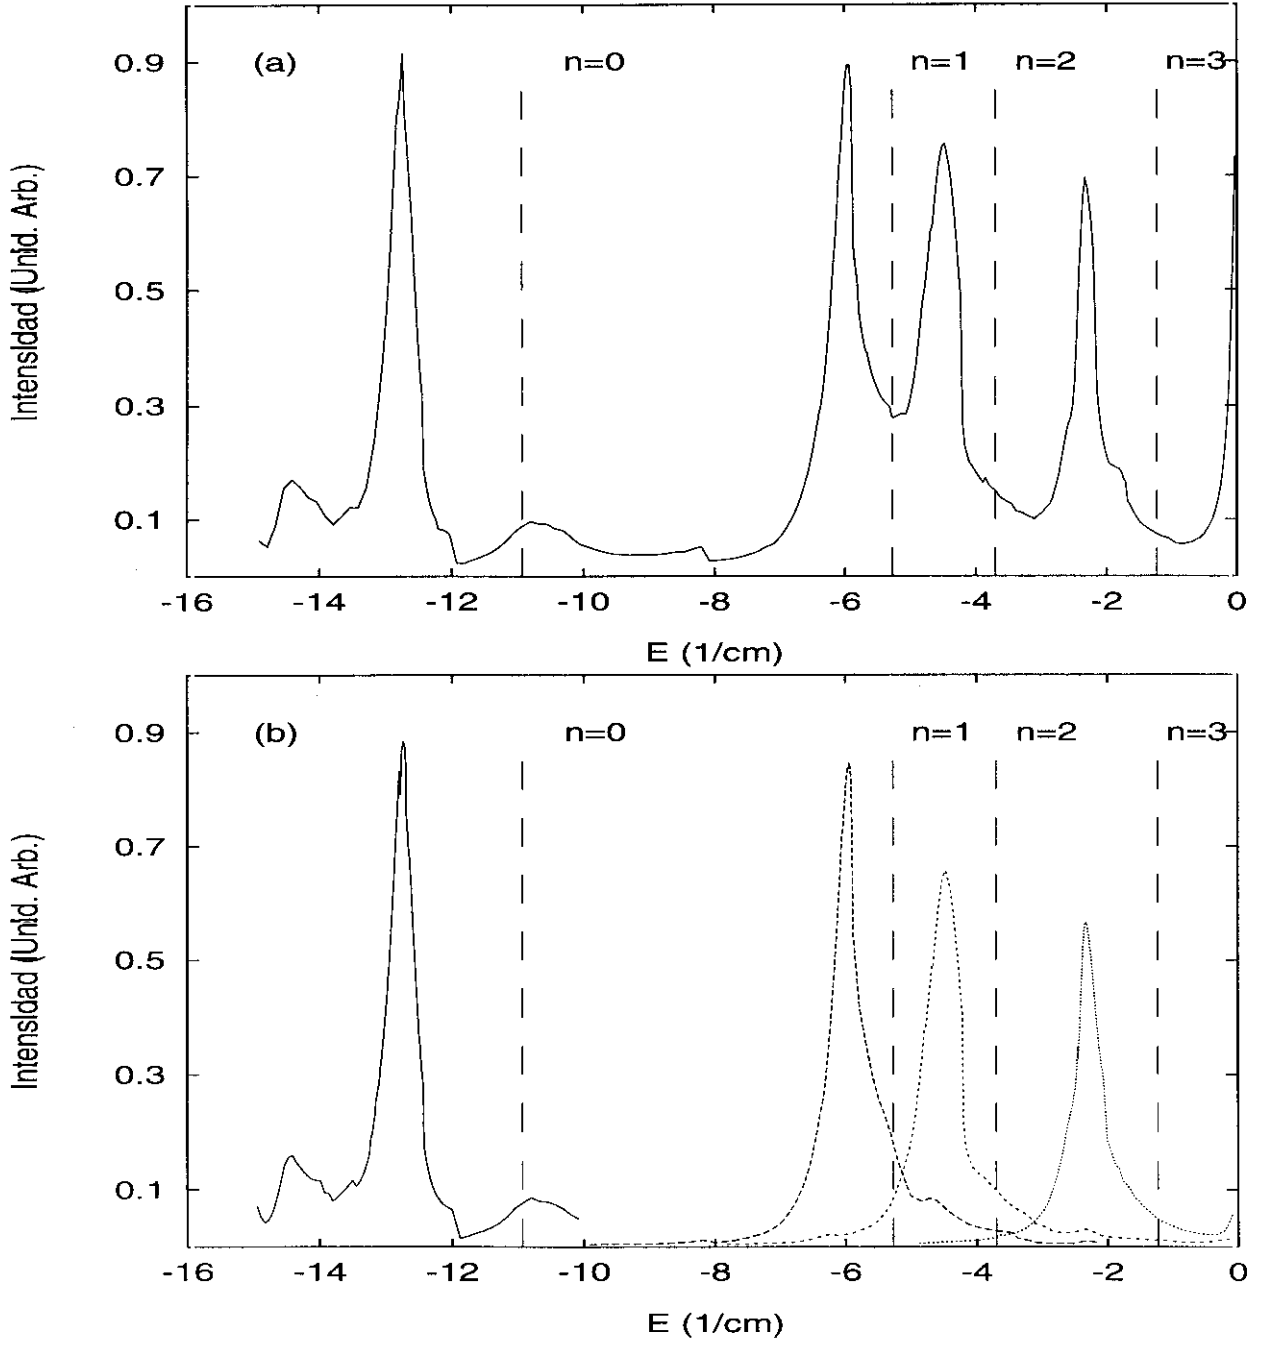 (a) n=0 n=1 n=2 n=3
0.9
0.7
0.5
0.3
0.1
Intensidad (Unid. Arb.)
-16 -14 -12 -10 -8 -6 -4 -2 0
E (1/cm)
(b) n=0 n=1 n=2 n=3
0.9
0.7
0.5
0.3
0.1
Intensidad (Unid. Arb.)
-16 -14 -12 -10 -8 -6 -4 -2 0
E (1/cm)